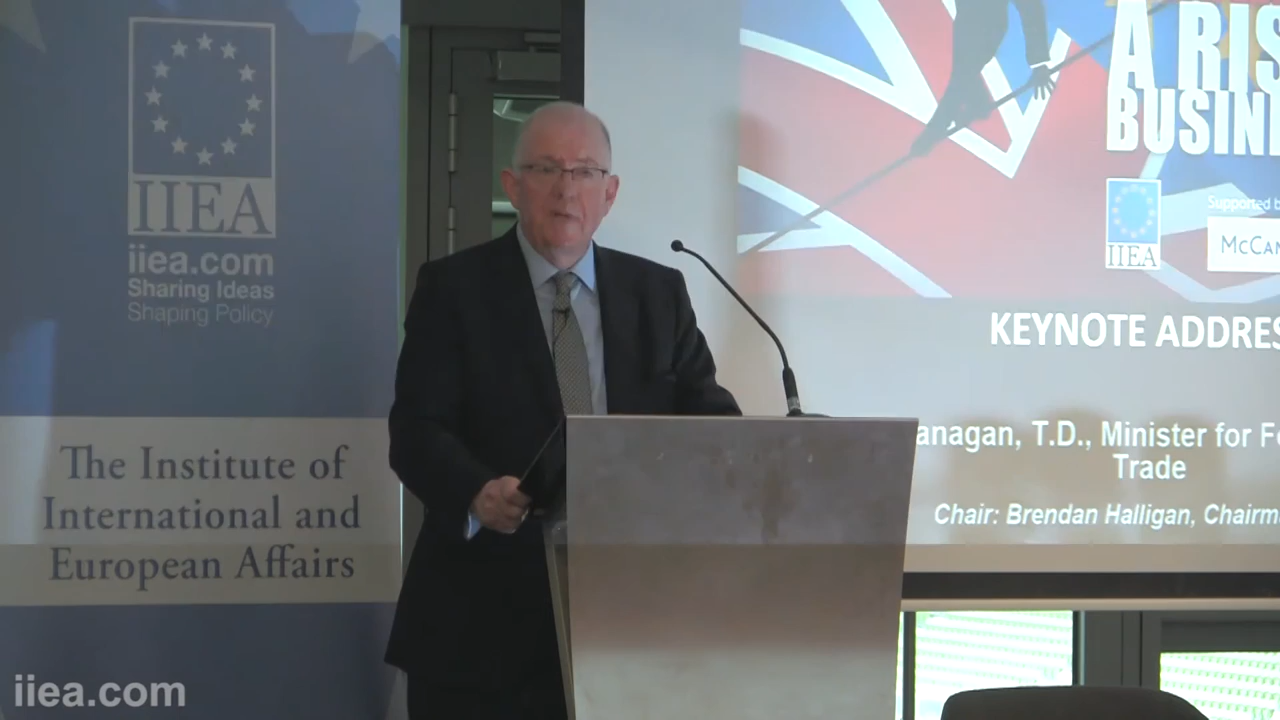 IIEA
iiea.com
Sharing Ideas
Shaping Policy
The Institute of
International and
European Affairs
iiea.com
A RIS
BUSIN
IIEA
Supported b
McCan
KEYNOTE ADDRES
anagan, T.D., Minister for Fo
Trade
Chair: Brendan Halligan, Chairm